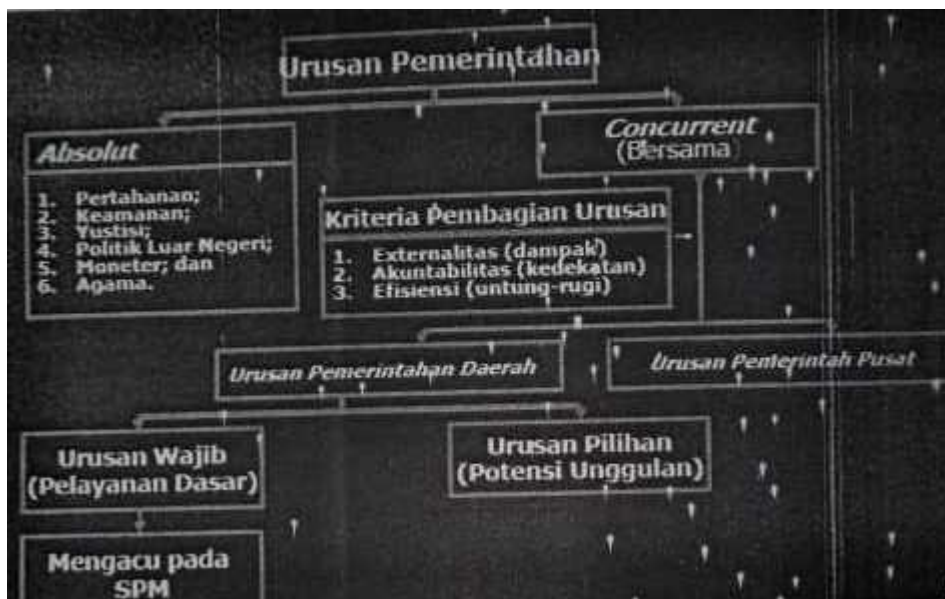 Urusan Pemerintahan
Absolut
1. Pertahanan;
2. Keamanan;
3. Yustisi;
4. Politik Luar Negeri;
5. Moneter; dan
6. Agama.
Concurrent
(Bersama)
Kriteria Pembagian Urusan
1. Externalitas (dampak)
2. Akuntabilitas (kedekatan)
3. Efisiensi (untung-rugi)
Urusan Pemerintahan Daerah
Urusan Pemerintah Pusat
Urusan Wajib
(Pelayanan Dasar)
Urusan Pilihan
(Potensi Unggulan)
Mengacu pada
SPM